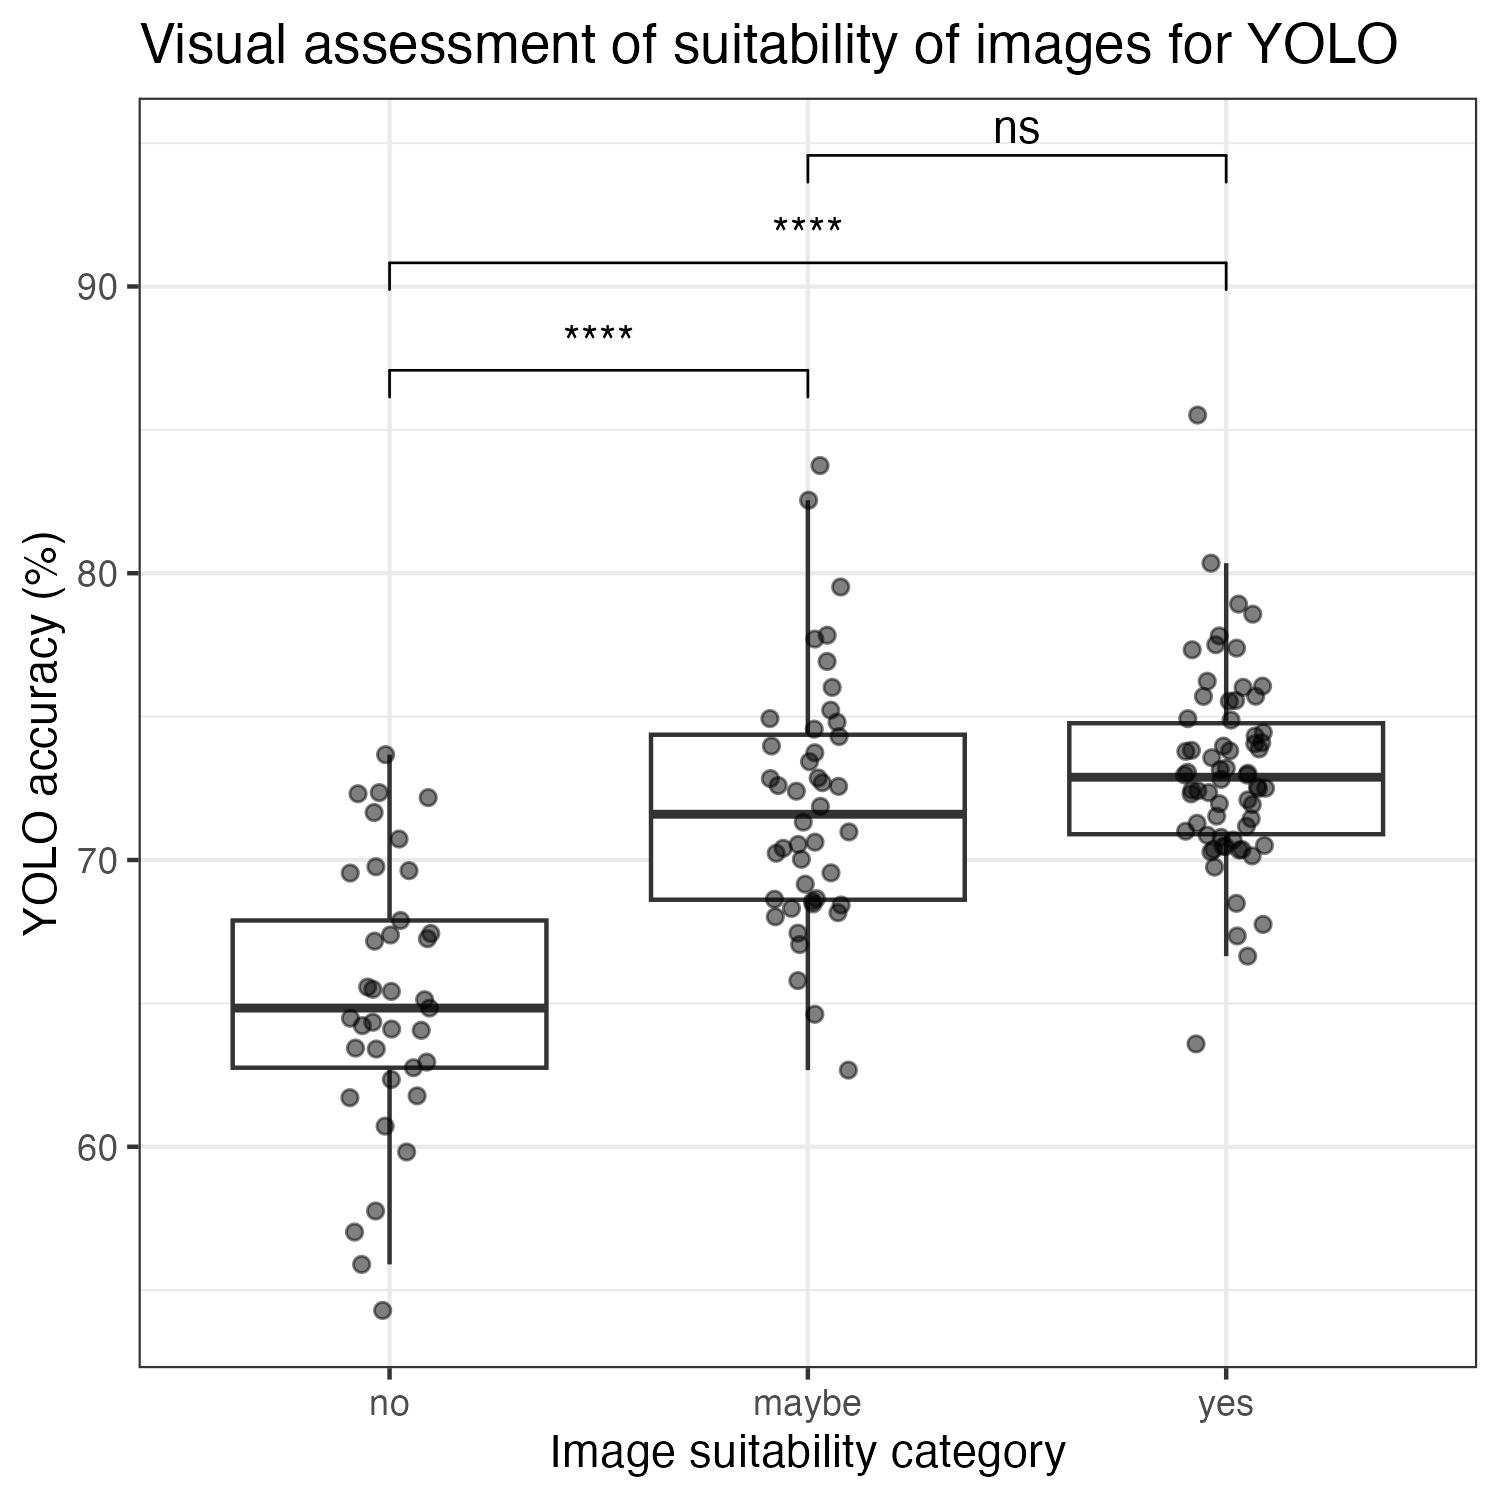 Visual assessment of suitability of images for YOLO
ns
****
****
90
80
70
60
YOLO accuracy (%)
no maybe yes
Image suitability category